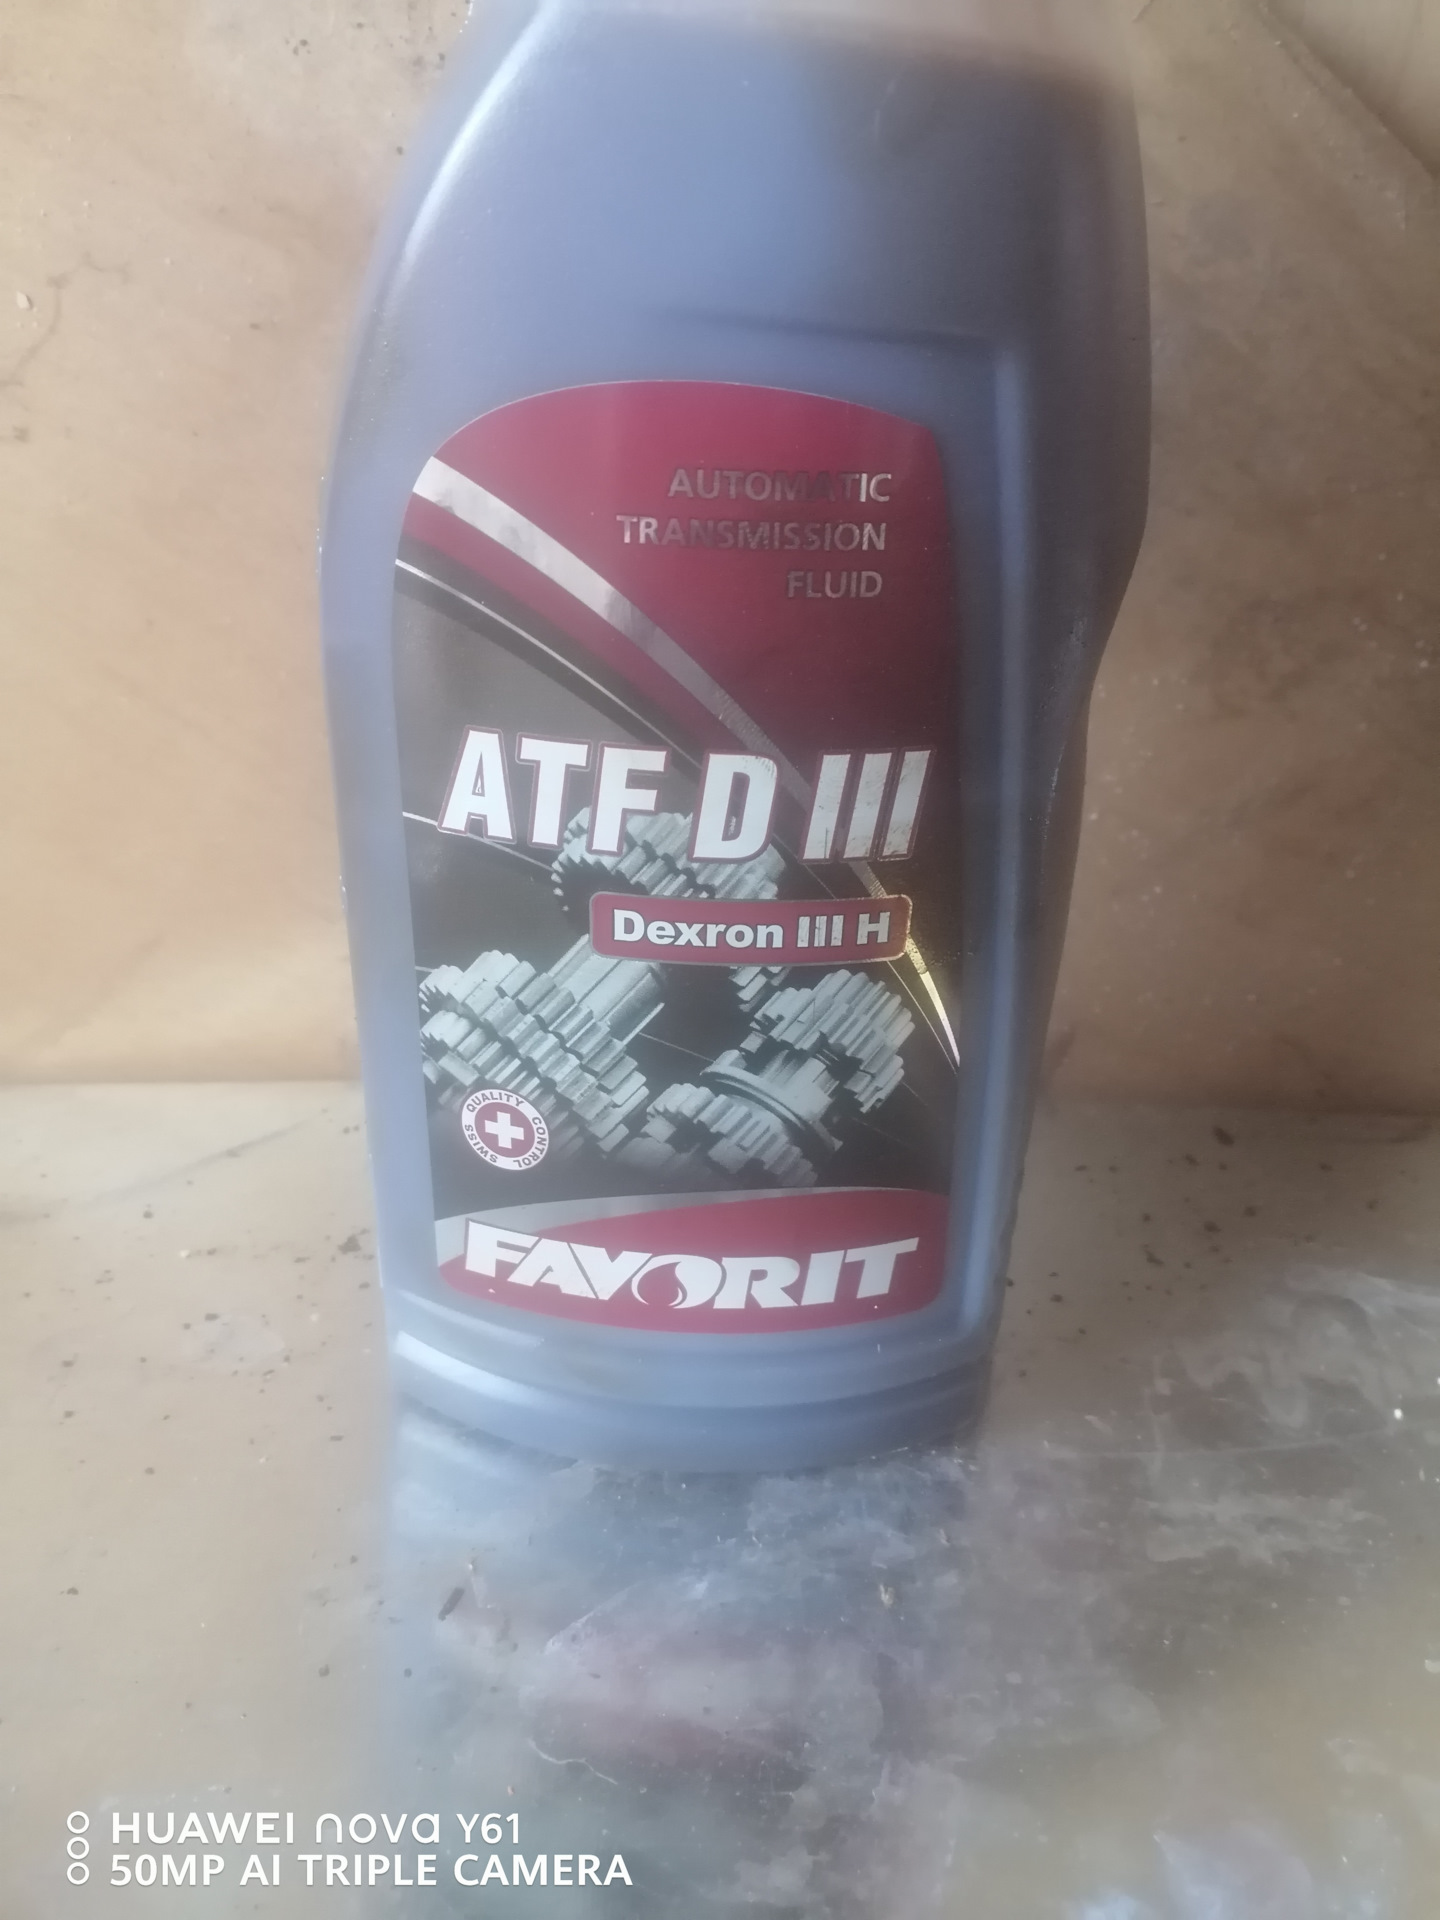 AUTOMATIC
TRANSMISSION
FLUID
ATF D III
Dexron III H
SWISS QUALITY CONTROL
FAVORIT
HUAWEI nova Y61
50MP AI TRIPLE CAMERA